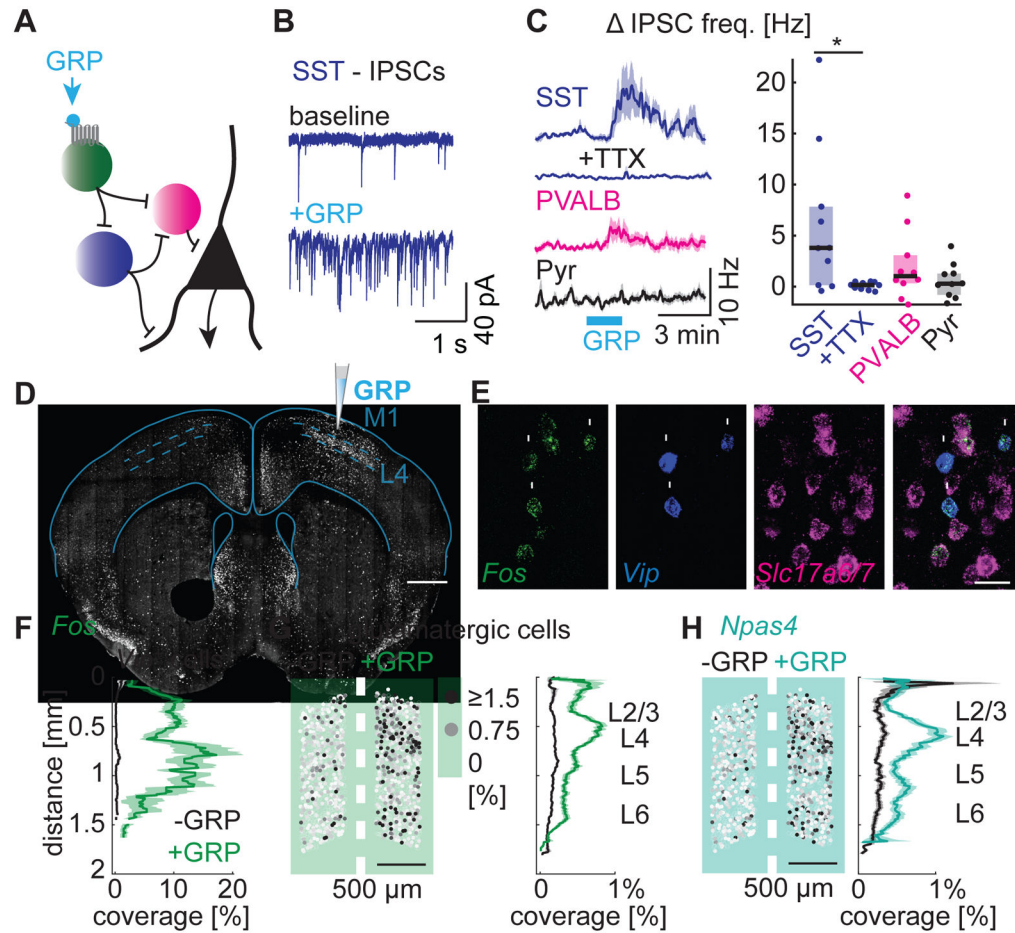 A
GRP
B
SST - IPSCs
baseline
+GRP
40 pA
1 s
C
Δ IPSC freq. [Hz]
SST
+TTX
PVALB
Pyr
GRP
3 min
10 Hz
*
20
15
10
5
0
SST
+TTX
PVALB
Pyr
D
GRP
M1
L4
E
Fos
Vip
Slc17a6/7
F
Fos
matergic cells
+GRP
0
0.5
1
1.5
2
distance [mm]
-GRP
+GRP
0
10
20
coverage [%]
500 µm
≥1.5
0.75
0
[%]
L2/3
L4
L5
L6
0
1%
coverage [%]
H
Npas4
-GRP
+GRP
500 µm
L2/3
L4
L5
L6
0
1%
coverage [%]